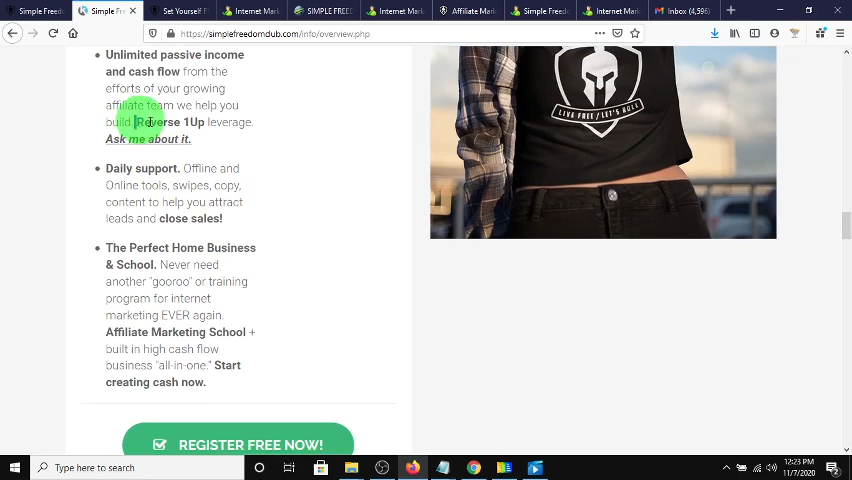 Simple Freedo
Simple Fre
Set Yourself F
Internet Mark
SIMPLE FREED
Internet Mark
Affiliate Mark
Simple Freedo
Internet Mark
Inbox (4,596)
https://simplefreedomclub.com/info/overview.php
Unlimited passive income
and cash flow from the
efforts of your growing
affiliate team we help you
build. Reverse 1Up leverage.
Ask me about it.
Daily support. Offline and
Online tools, swipes, copy,
content to help you attract
leads and close sales!
The Perfect Home Business
& School. Never need
another "gooroo" or training
program for internet
marketing EVER again.
Affiliate Marketing School +
built in high cash flow
business "all-in-one." Start
creating cash now.
REGISTER FREE NOW!
LIVE FREE / LET'S ROLL
Type here to search
12:23 PM
11/7/2020